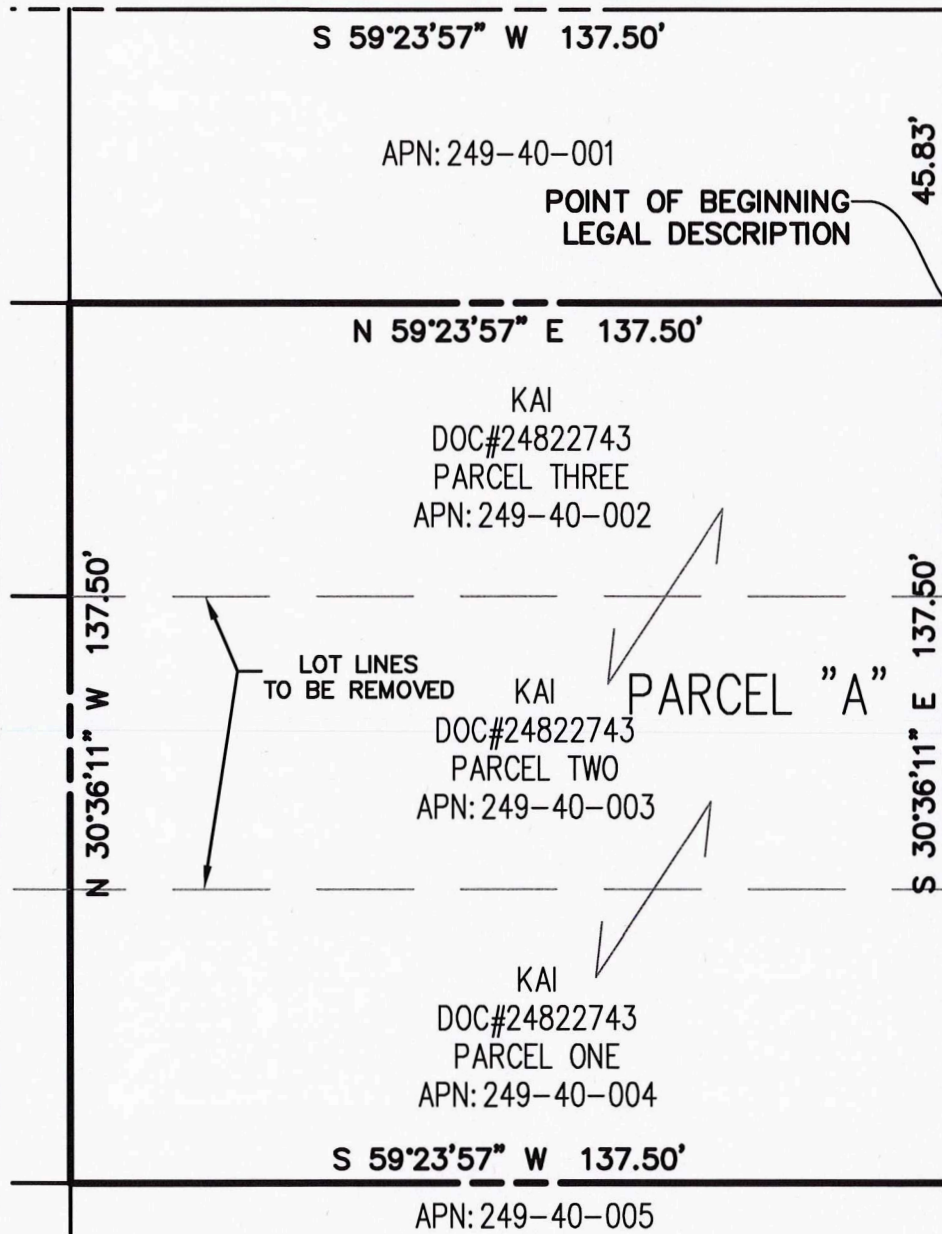 S 59°23'57" W 137.50'
APN: 249-40-001
45.83'
POINT OF BEGINNING
LEGAL DESCRIPTION
N 59°23'57" E 137.50'
KAI
DOC#24822743
PARCEL THREE
APN: 249-40-002
N 30°36'11" W 137.50'
S 30°36'11" E 137.50'
LOT LINES
TO BE REMOVED
PARCEL "A"
KAI
DOC#24822743
PARCEL TWO
APN: 249-40-003
KAI
DOC#24822743
PARCEL ONE
APN: 249-40-004
S 59°23'57" W 137.50'
APN: 249-40-005